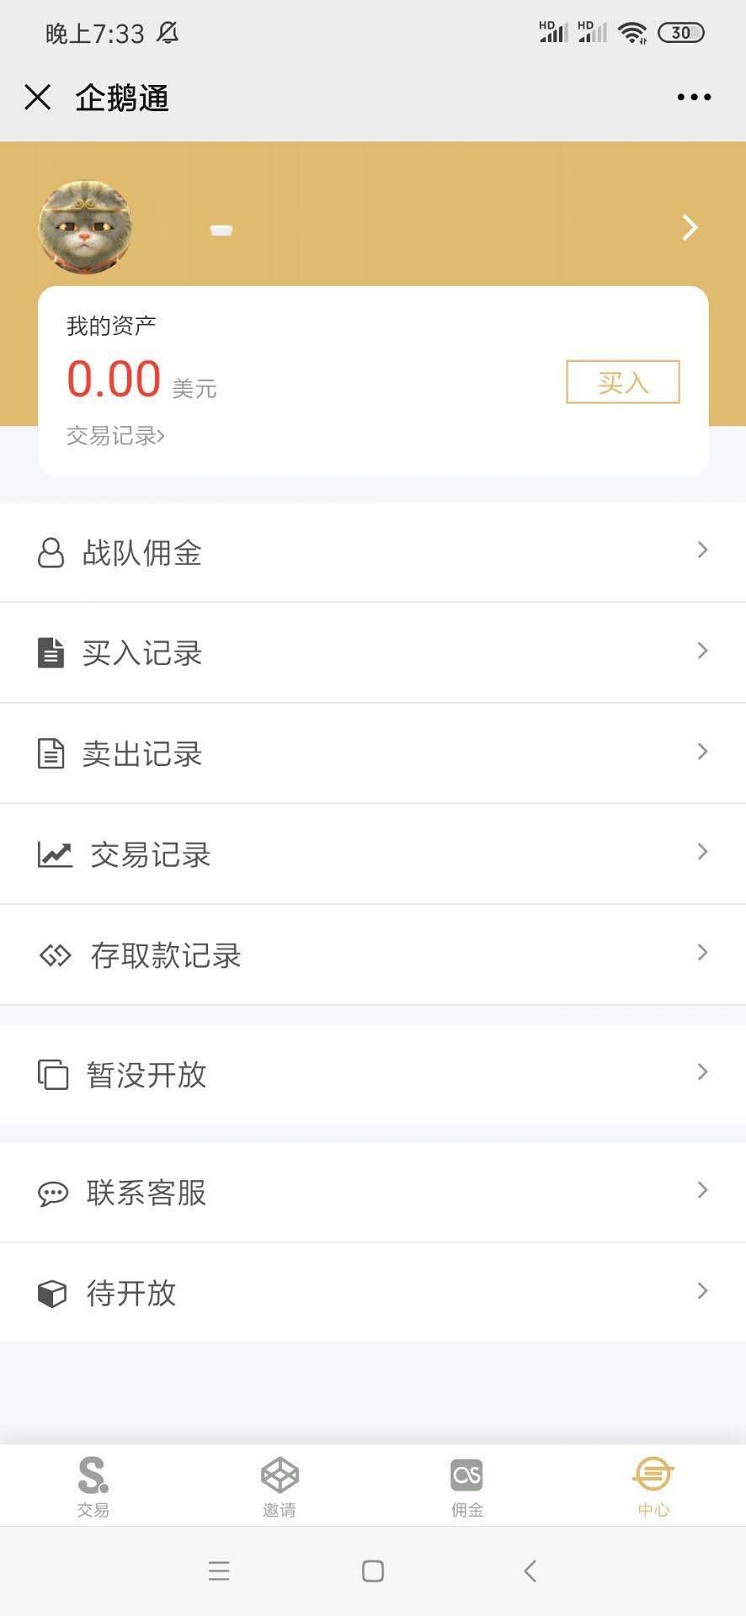 晚上7:33
HD HD 30
企鹅通
我的资产
0.00 美元
买入
交易记录>
战队佣金
买入记录
卖出记录
交易记录
存取款记录
暂没开放
联系客服
待开放
交易 邀请 佣金 中心